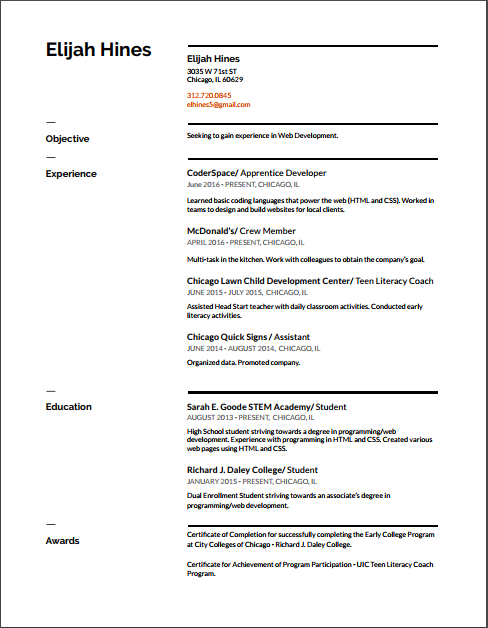 Elijah Hines
Elijah Hines
3035 W 71st ST
Chicago, IL 60629
312.720.0845
elhines5@gmail.com
—
Objective
Seeking to gain experience in Web Development.
—
Experience
CoderSpace/ Apprentice Developer
June 2016 - PRESENT, CHICAGO, IL
Learned basic coding languages that power the web (HTML and CSS). Worked in
teams to design and build websites for local clients.
McDonald's/ Crew Member
APRIL 2016 - PRESENT, CHICAGO, IL
Multi-task in the kitchen. Work with colleagues to obtain the company's goal.
Chicago Lawn Child Development Center/ Teen Literacy Coach
JUNE 2015 - JULY 2015, CHICAGO, IL
Assisted Head Start teacher with daily classroom activities. Conducted early
literacy activities.
Chicago Quick Signs / Assistant
JUNE 2014 - AUGUST 2014, CHICAGO, IL
Organized data. Promoted company.
—
Education
Sarah E. Goode STEM Academy/ Student
AUGUST 2013 - PRESENT, CHICAGO, IL
High School student striving towards a degree in programming/web
development. Experience with programming in HTML and CSS. Created various
web pages using HTML and CSS.
Richard J. Daley College/ Student
JANUARY 2015 - PRESENT, CHICAGO, IL
Dual Enrollment Student striving towards an associate's degree in
programming/web development.
—
Awards
Certificate of Completion for successfully completing the Early College Program
at City Colleges of Chicago - Richard J. Daley College.
Certificate for Achievement of Program Participation - UIC Teen Literacy Coach
Program.